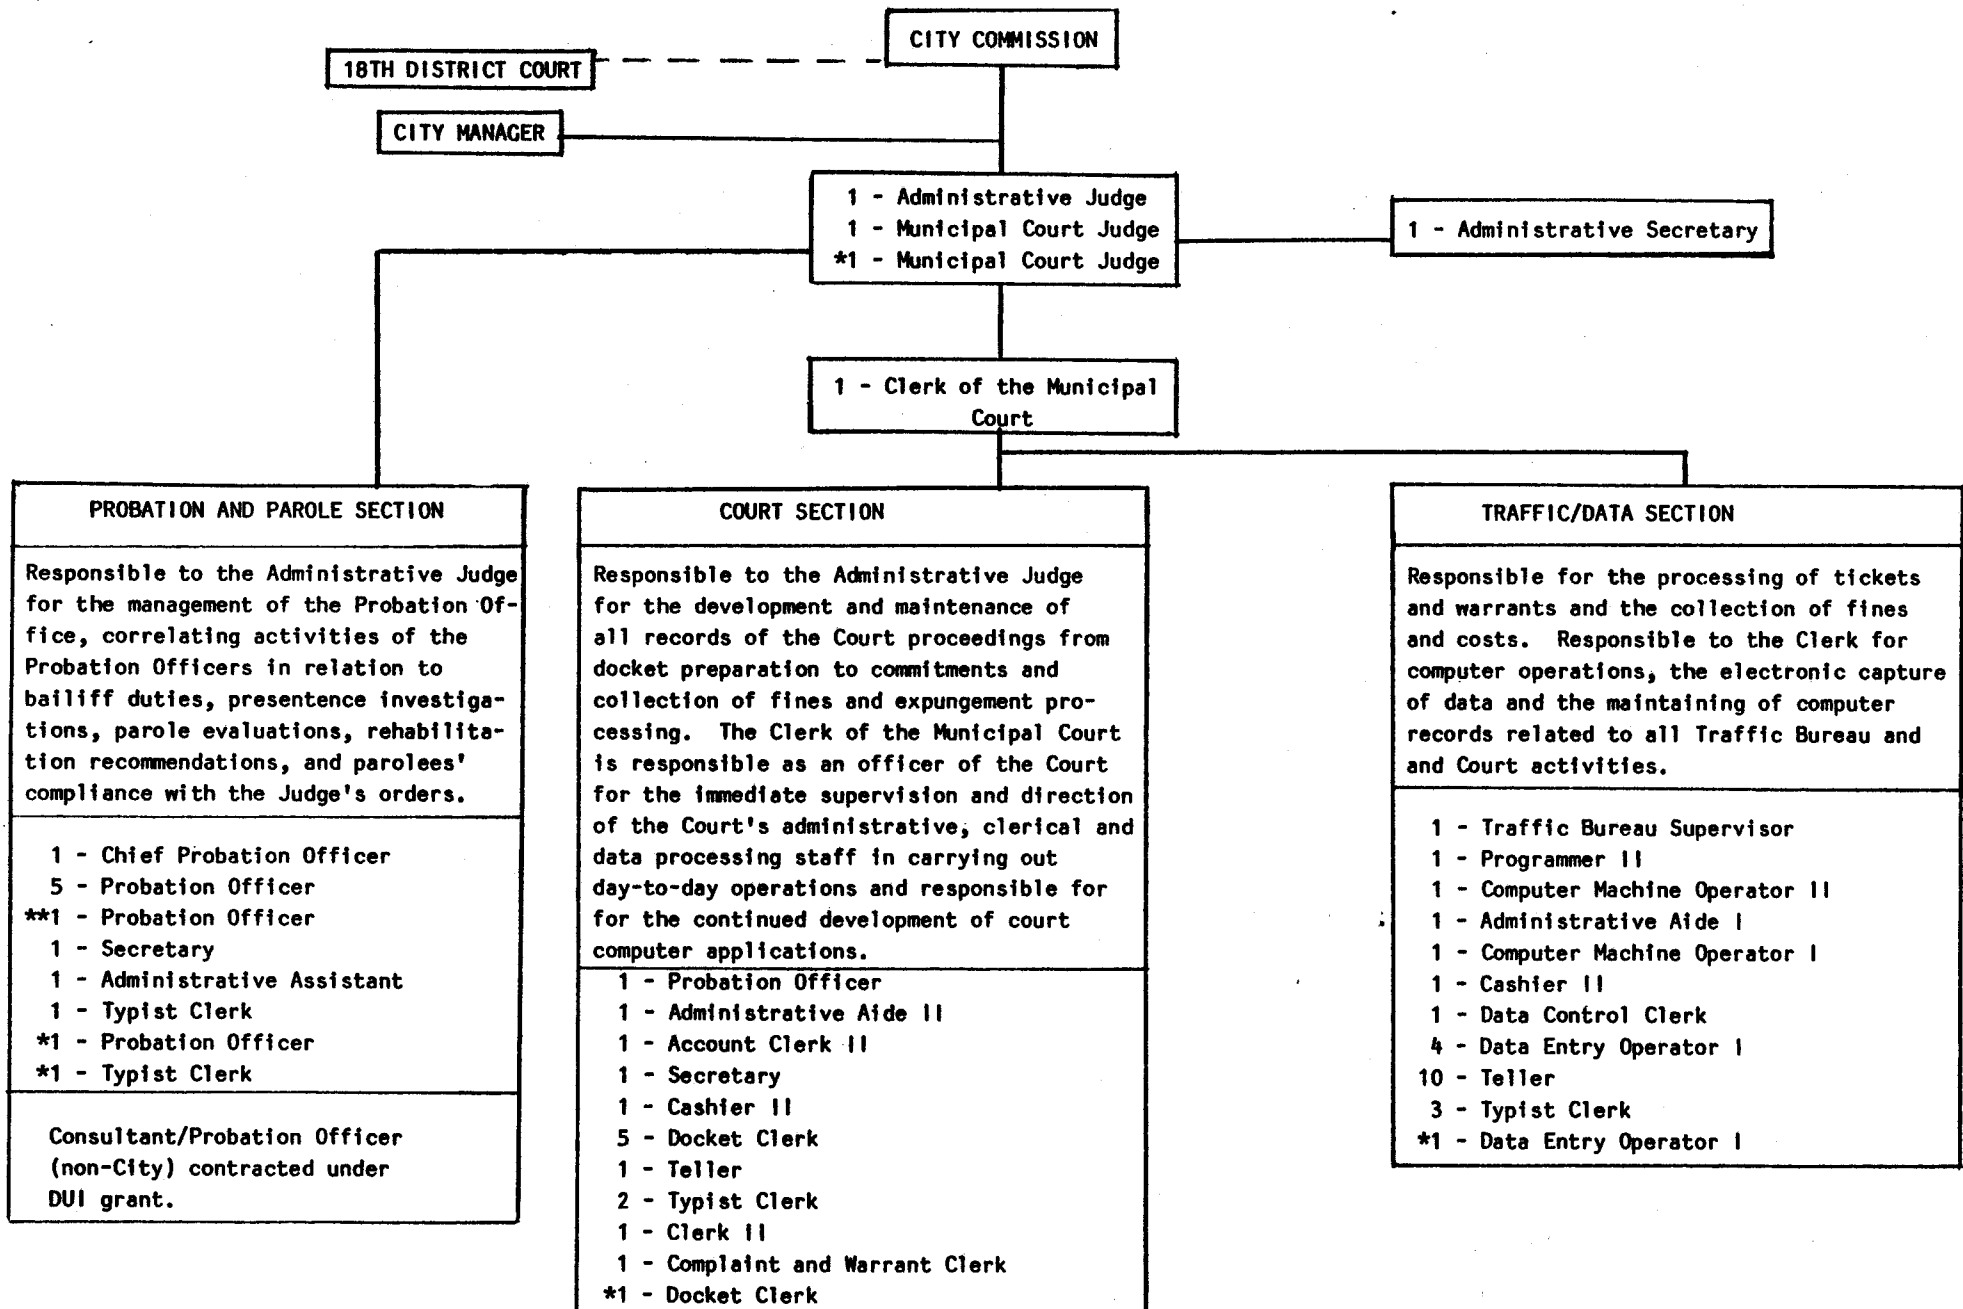 CITY COMMISSION
18TH DISTRICT COURT
CITY MANAGER
1 - Administrative Judge
1 - Municipal Court Judge
*1 - Municipal Court Judge
1 - Administrative Secretary
1 - Clerk of the Municipal
Court
PROBATION AND PAROLE SECTION
Responsible to the Administrative Judge
for the management of the Probation Of-
fice, correlating activities of the
Probation Officers in relation to
bailiff duties, presentence investiga-
tions, parole evaluations, rehabilita-
tion recommendations, and parolees'
compliance with the Judge's orders.
1 - Chief Probation Officer
5 - Probation Officer
**1 - Probation Officer
1 - Secretary
1 - Administrative Assistant
1 - Typist Clerk
*1 - Probation Officer
*1 - Typist Clerk
Consultant/Probation Officer
(non-City) contracted under
DUI grant.
COURT SECTION
Responsible to the Administrative Judge
for the development and maintenance of
all records of the Court proceedings from
docket preparation to commitments and
collection of fines and expungement pro-
cessing. The Clerk of the Municipal Court
is responsible as an officer of the Court
for the immediate supervision and direction
of the Court's administrative, clerical and
data processing staff in carrying out
day-to-day operations and responsible for
for the continued development of court
computer applications.
1 - Probation Officer
1 - Administrative Aide II
1 - Account Clerk II
1 - Secretary
1 - Cashier II
5 - Docket Clerk
1 - Teller
2 - Typist Clerk
1 - Clerk II
1 - Complaint and Warrant Clerk
*1 - Docket Clerk
TRAFFIC/DATA SECTION
Responsible for the processing of tickets
and warrants and the collection of fines
and costs. Responsible to the Clerk for
computer operations, the electronic capture
of data and the maintaining of computer
records related to all Traffic Bureau and
and Court activities.
1 - Traffic Bureau Supervisor
1 - Programmer II
1 - Computer Machine Operator II
1 - Administrative Aide I
1 - Computer Machine Operator I
1 - Cashier II
1 - Data Control Clerk
4 - Data Entry Operator I
10 - Teller
3 - Typist Clerk
*1 - Data Entry Operator I